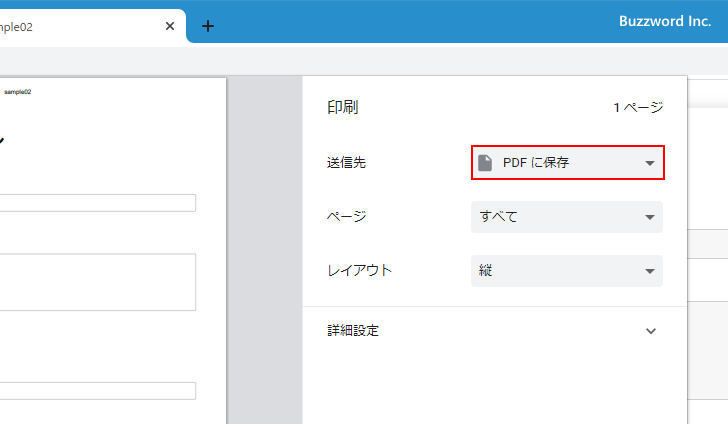 mple02
Buzzword Inc.
sample02
印刷
1 ページ
送信先
PDF に保存
ページ
すべて
レイアウト
縦
詳細設定